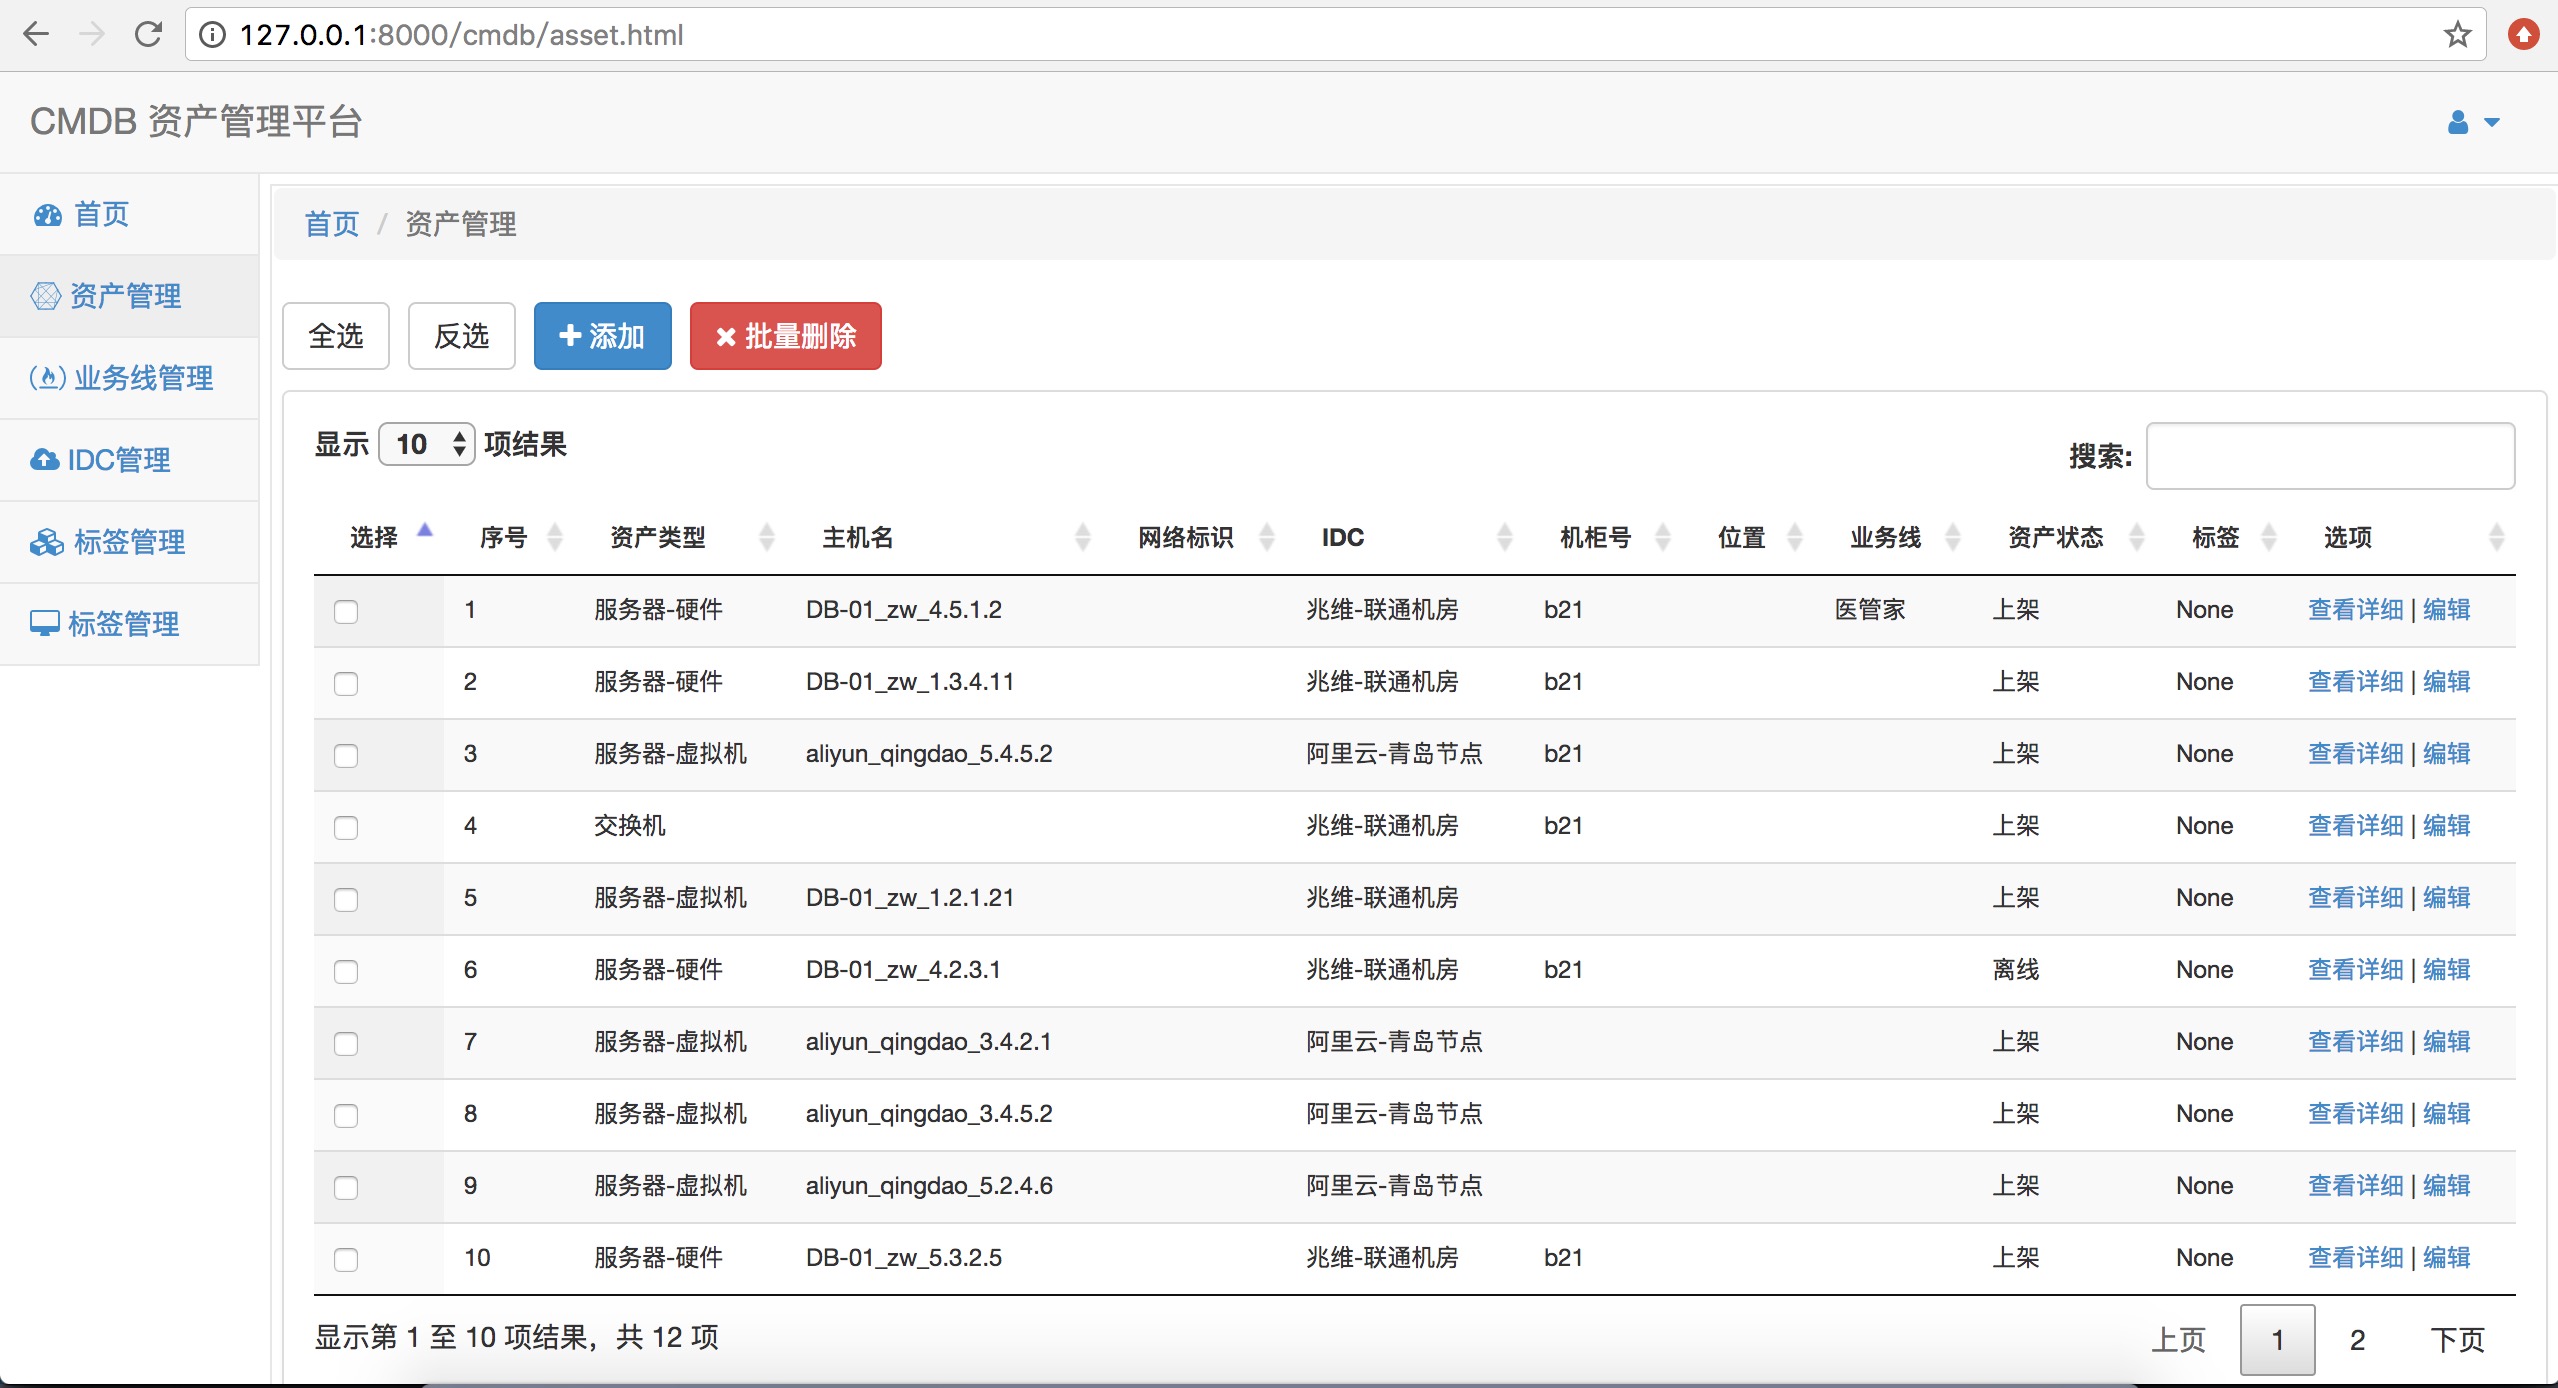 127.0.0.1:8000/cmdb/asset.html
CMDB 资产管理平台
首页
资产管理
业务线管理
IDC管理
标签管理
标签管理
首页 / 资产管理
全选 反选 添加 批量删除
显示 10 项结果
搜索:
选择 序号 资产类型 主机名 网络标识 IDC 机柜号 位置 业务线 资产状态 标签 选项
1 服务器-硬件 DB-01_zw_4.5.1.2 兆维-联通机房 b21 医管家 上架 None 查看详细 | 编辑
2 服务器-硬件 DB-01_zw_1.3.4.11 兆维-联通机房 b21 上架 None 查看详细 | 编辑
3 服务器-虚拟机 aliyun_qingdao_5.4.5.2 阿里云-青岛节点 b21 上架 None 查看详细 | 编辑
4 交换机 兆维-联通机房 b21 上架 None 查看详细 | 编辑
5 服务器-虚拟机 DB-01_zw_1.2.1.21 兆维-联通机房 上架 None 查看详细 | 编辑
6 服务器-硬件 DB-01_zw_4.2.3.1 兆维-联通机房 b21 离线 None 查看详细 | 编辑
7 服务器-虚拟机 aliyun_qingdao_3.4.2.1 阿里云-青岛节点 上架 None 查看详细 | 编辑
8 服务器-虚拟机 aliyun_qingdao_3.4.5.2 阿里云-青岛节点 上架 None 查看详细 | 编辑
9 服务器-虚拟机 aliyun_qingdao_5.2.4.6 阿里云-青岛节点 上架 None 查看详细 | 编辑
10 服务器-硬件 DB-01_zw_5.3.2.5 兆维-联通机房 b21 上架 None 查看详细 | 编辑
显示第 1 至 10 项结果，共 12 项
上页 1 2 下页